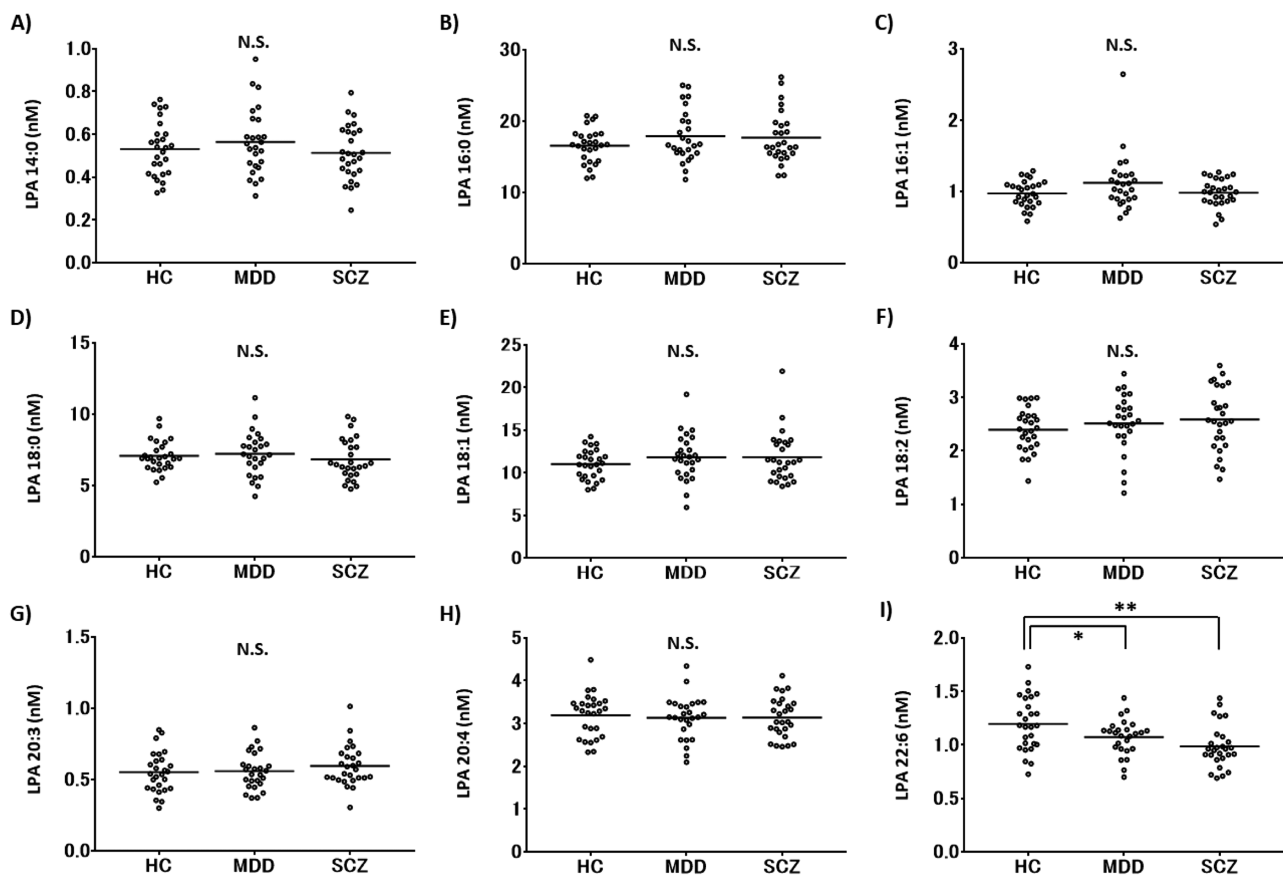 A)
N.S.
LPA 14:0 (nM)
1.0
0.8
0.6
0.4
0.2
0.0
HC MDD SCZ
B)
N.S.
LPA 16:0 (nM)
30
20
10
0
HC MDD SCZ
C)
N.S.
LPA 16:1 (nM)
3
2
1
0
HC MDD SCZ
D)
N.S.
LPA 18:0 (nM)
15
10
5
0
HC MDD SCZ
E)
N.S.
LPA 18:1 (nM)
25
20
15
10
5
0
HC MDD SCZ
F)
N.S.
LPA 18:2 (nM)
4
3
2
1
0
HC MDD SCZ
G)
N.S.
LPA 20:3 (nM)
1.5
1.0
0.5
0.0
HC MDD SCZ
H)
N.S.
LPA 20:4 (nM)
5
4
3
2
1
0
HC MDD SCZ
I)
**
*
LPA 22:6 (nM)
2.0
1.5
1.0
0.5
0.0
HC MDD SCZ